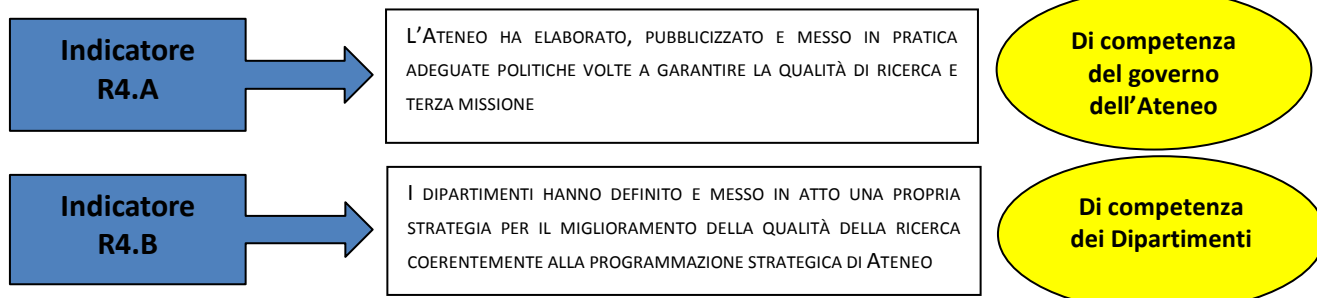 Indicatore
R4.A
L'ATENEO HA ELABORATO, PUBBLICIZZATO E MESSO IN PRATICA
ADEGUATE POLITICHE VOLTE A GARANTIRE LA QUALITÀ DI RICERCA E
TERZA MISSIONE
Di competenza
del governo
dell'Ateneo
Indicatore
R4.B
I DIPARTIMENTI HANNO DEFINITO E MESSO IN ATTO UNA PROPRIA
STRATEGIA PER IL MIGLIORAMENTO DELLA QUALITÀ DELLA RICERCA
COERENTEMENTE ALLA PROGRAMMAZIONE STRATEGICA DI ATENEO
Di competenza
dei Dipartimenti